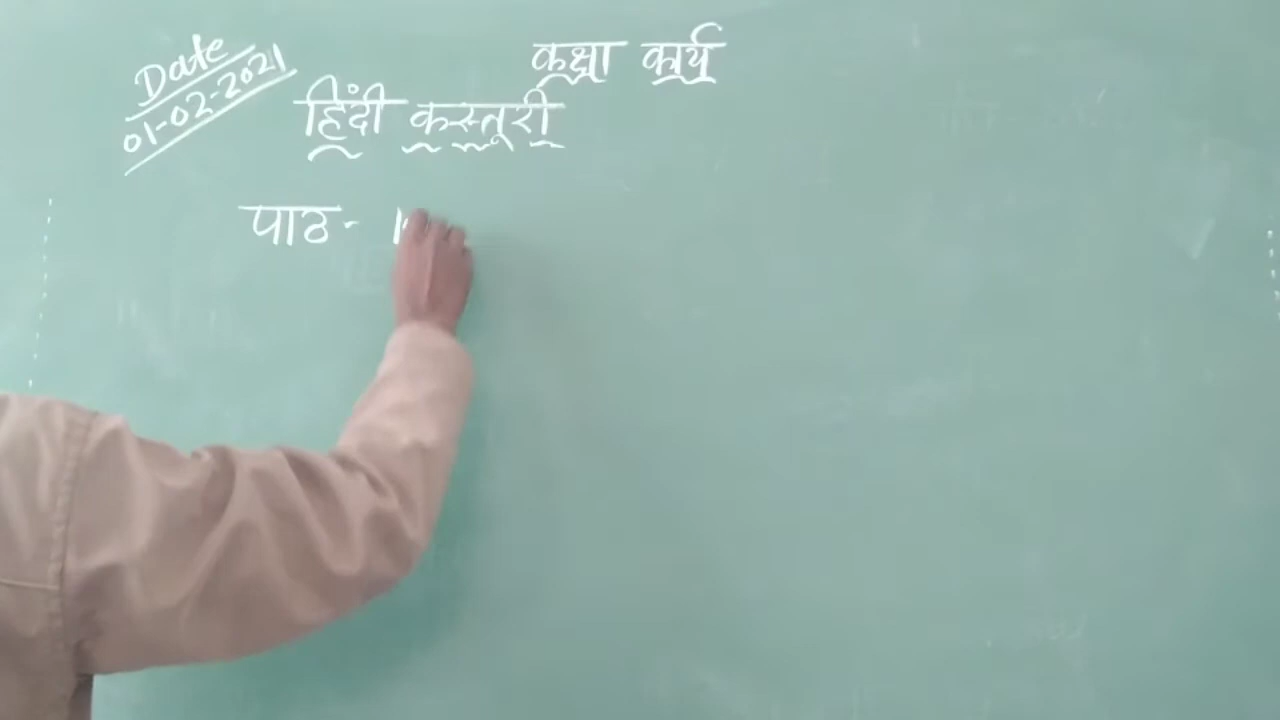 Date
01-02-2021
कक्षा कार्य
हिंदी कस्तूरी
पाठ-